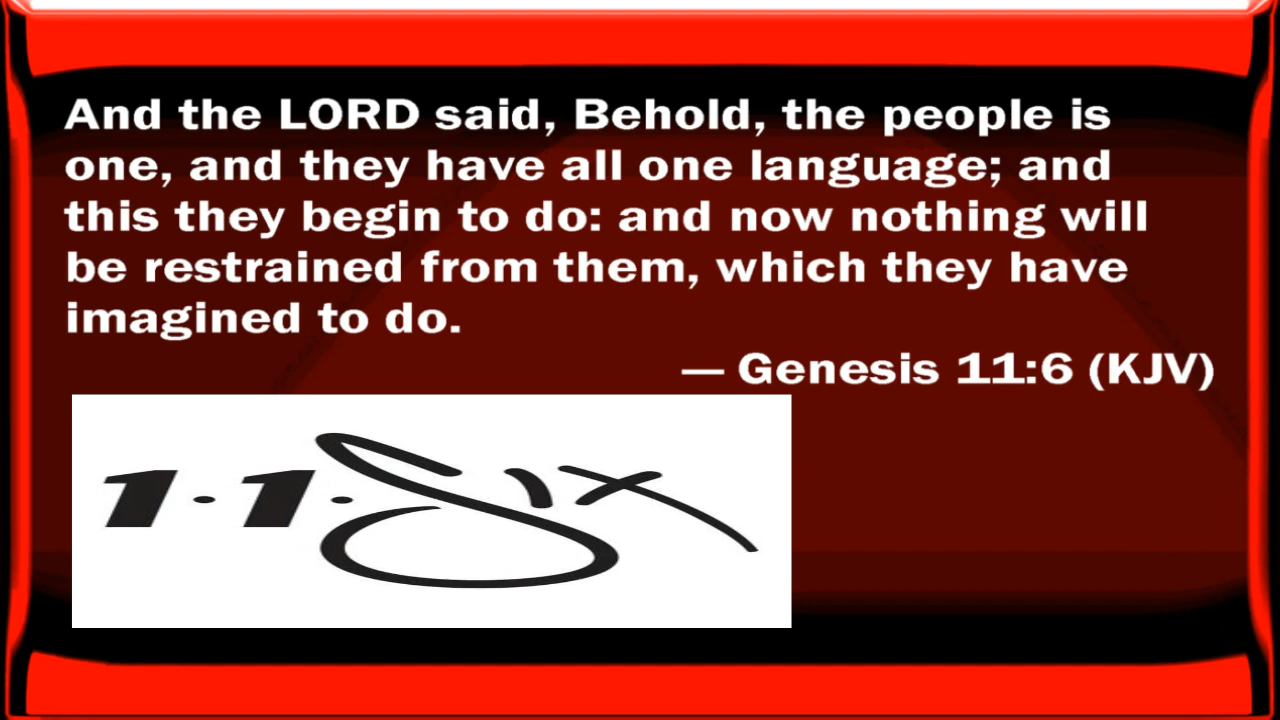 And the LORD said, Behold, the people is
one, and they have all one language; and
this they begin to do: and now nothing will
be restrained from them, which they have
imagined to do.
— Genesis 11:6 (KJV)
1·1·Six